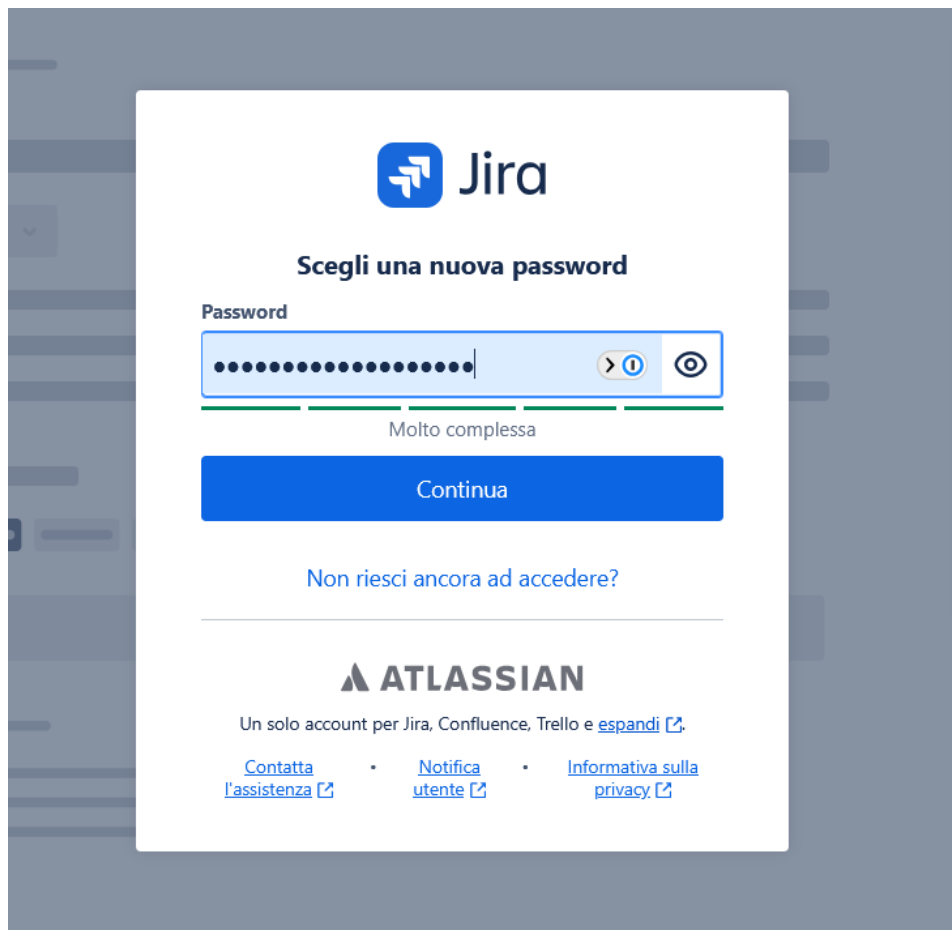 Jira
Scegli una nuova password
Password
•••••••••••••••••••
Molto complessa
Continua
Non riesci ancora ad accedere?
ATLASSIAN
Un solo account per Jira, Confluence, Trello e espandi.
Contatta
l'assistenza
•
Notifica
utente
•
Informativa sulla
privacy